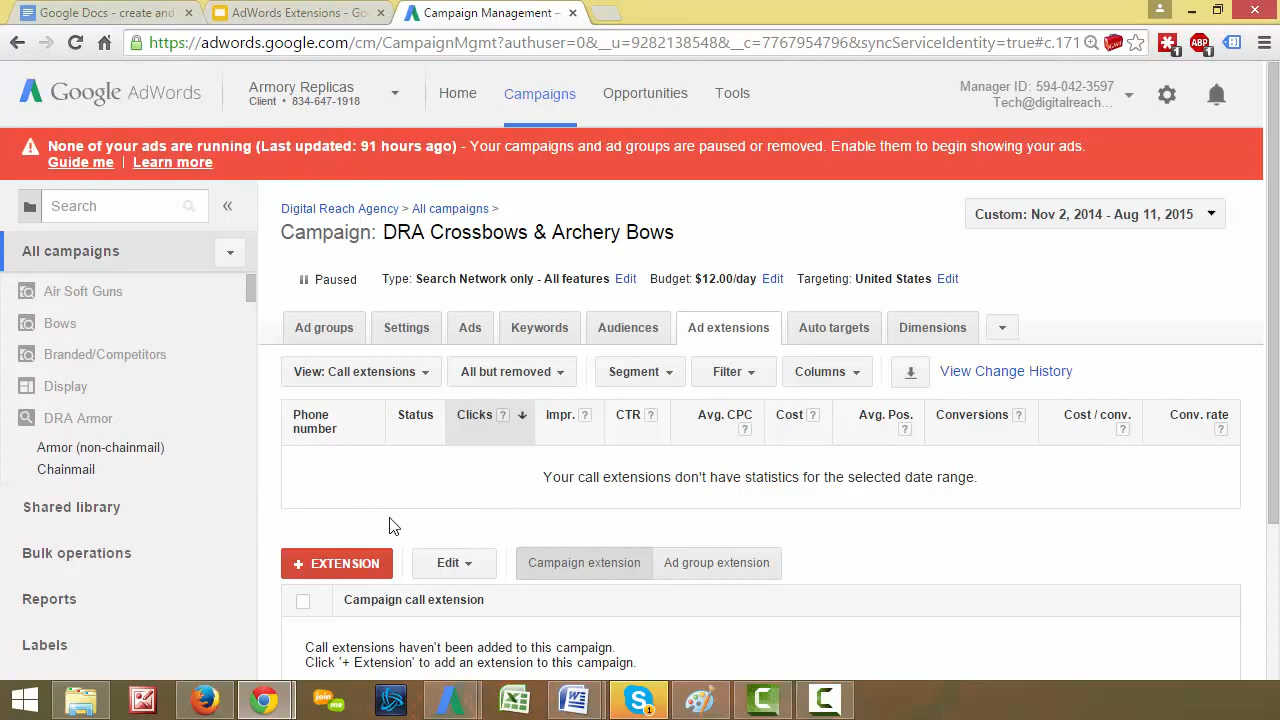 Google Docs - create and
AdWords Extensions - Go
Campaign Management –
https://adwords.google.com/cm/CampaignMgmt?authuser=0&__u=9282138548&__c=7767954796&syncServiceIdentity=true#c.171
1
ABP
1
Google AdWords
Armory Replicas
Client • 834-647-1918
Home
Campaigns
Opportunities
Tools
Manager ID: 594-042-3597
Tech@digitalreach...
None of your ads are running (Last updated: 91 hours ago) - Your campaigns and ad groups are paused or removed. Enable them to begin showing your ads.
Guide me | Learn more
Search
«
All campaigns
Air Soft Guns
Bows
Branded/Competitors
Display
DRA Armor
Armor (non-chainmail)
Chainmail
Shared library
Bulk operations
Reports
Labels
Digital Reach Agency > All campaigns >
Custom: Nov 2, 2014 - Aug 11, 2015
Campaign: DRA Crossbows & Archery Bows
Paused Type: Search Network only - All features Edit Budget: $12.00/day Edit Targeting: United States Edit
Ad groups Settings Ads Keywords Audiences Ad extensions Auto targets Dimensions
View: Call extensions All but removed Segment Filter Columns View Change History
Phone number
Status
Clicks ?
Impr. ?
CTR ?
Avg. CPC ?
Cost ?
Avg. Pos. ?
Conversions ?
Cost / conv. ?
Conv. rate ?
Your call extensions don't have statistics for the selected date range.
+ EXTENSION Edit Campaign extension Ad group extension
Campaign call extension
Call extensions haven't been added to this campaign.
Click '+ Extension' to add an extension to this campaign.
join
me
1